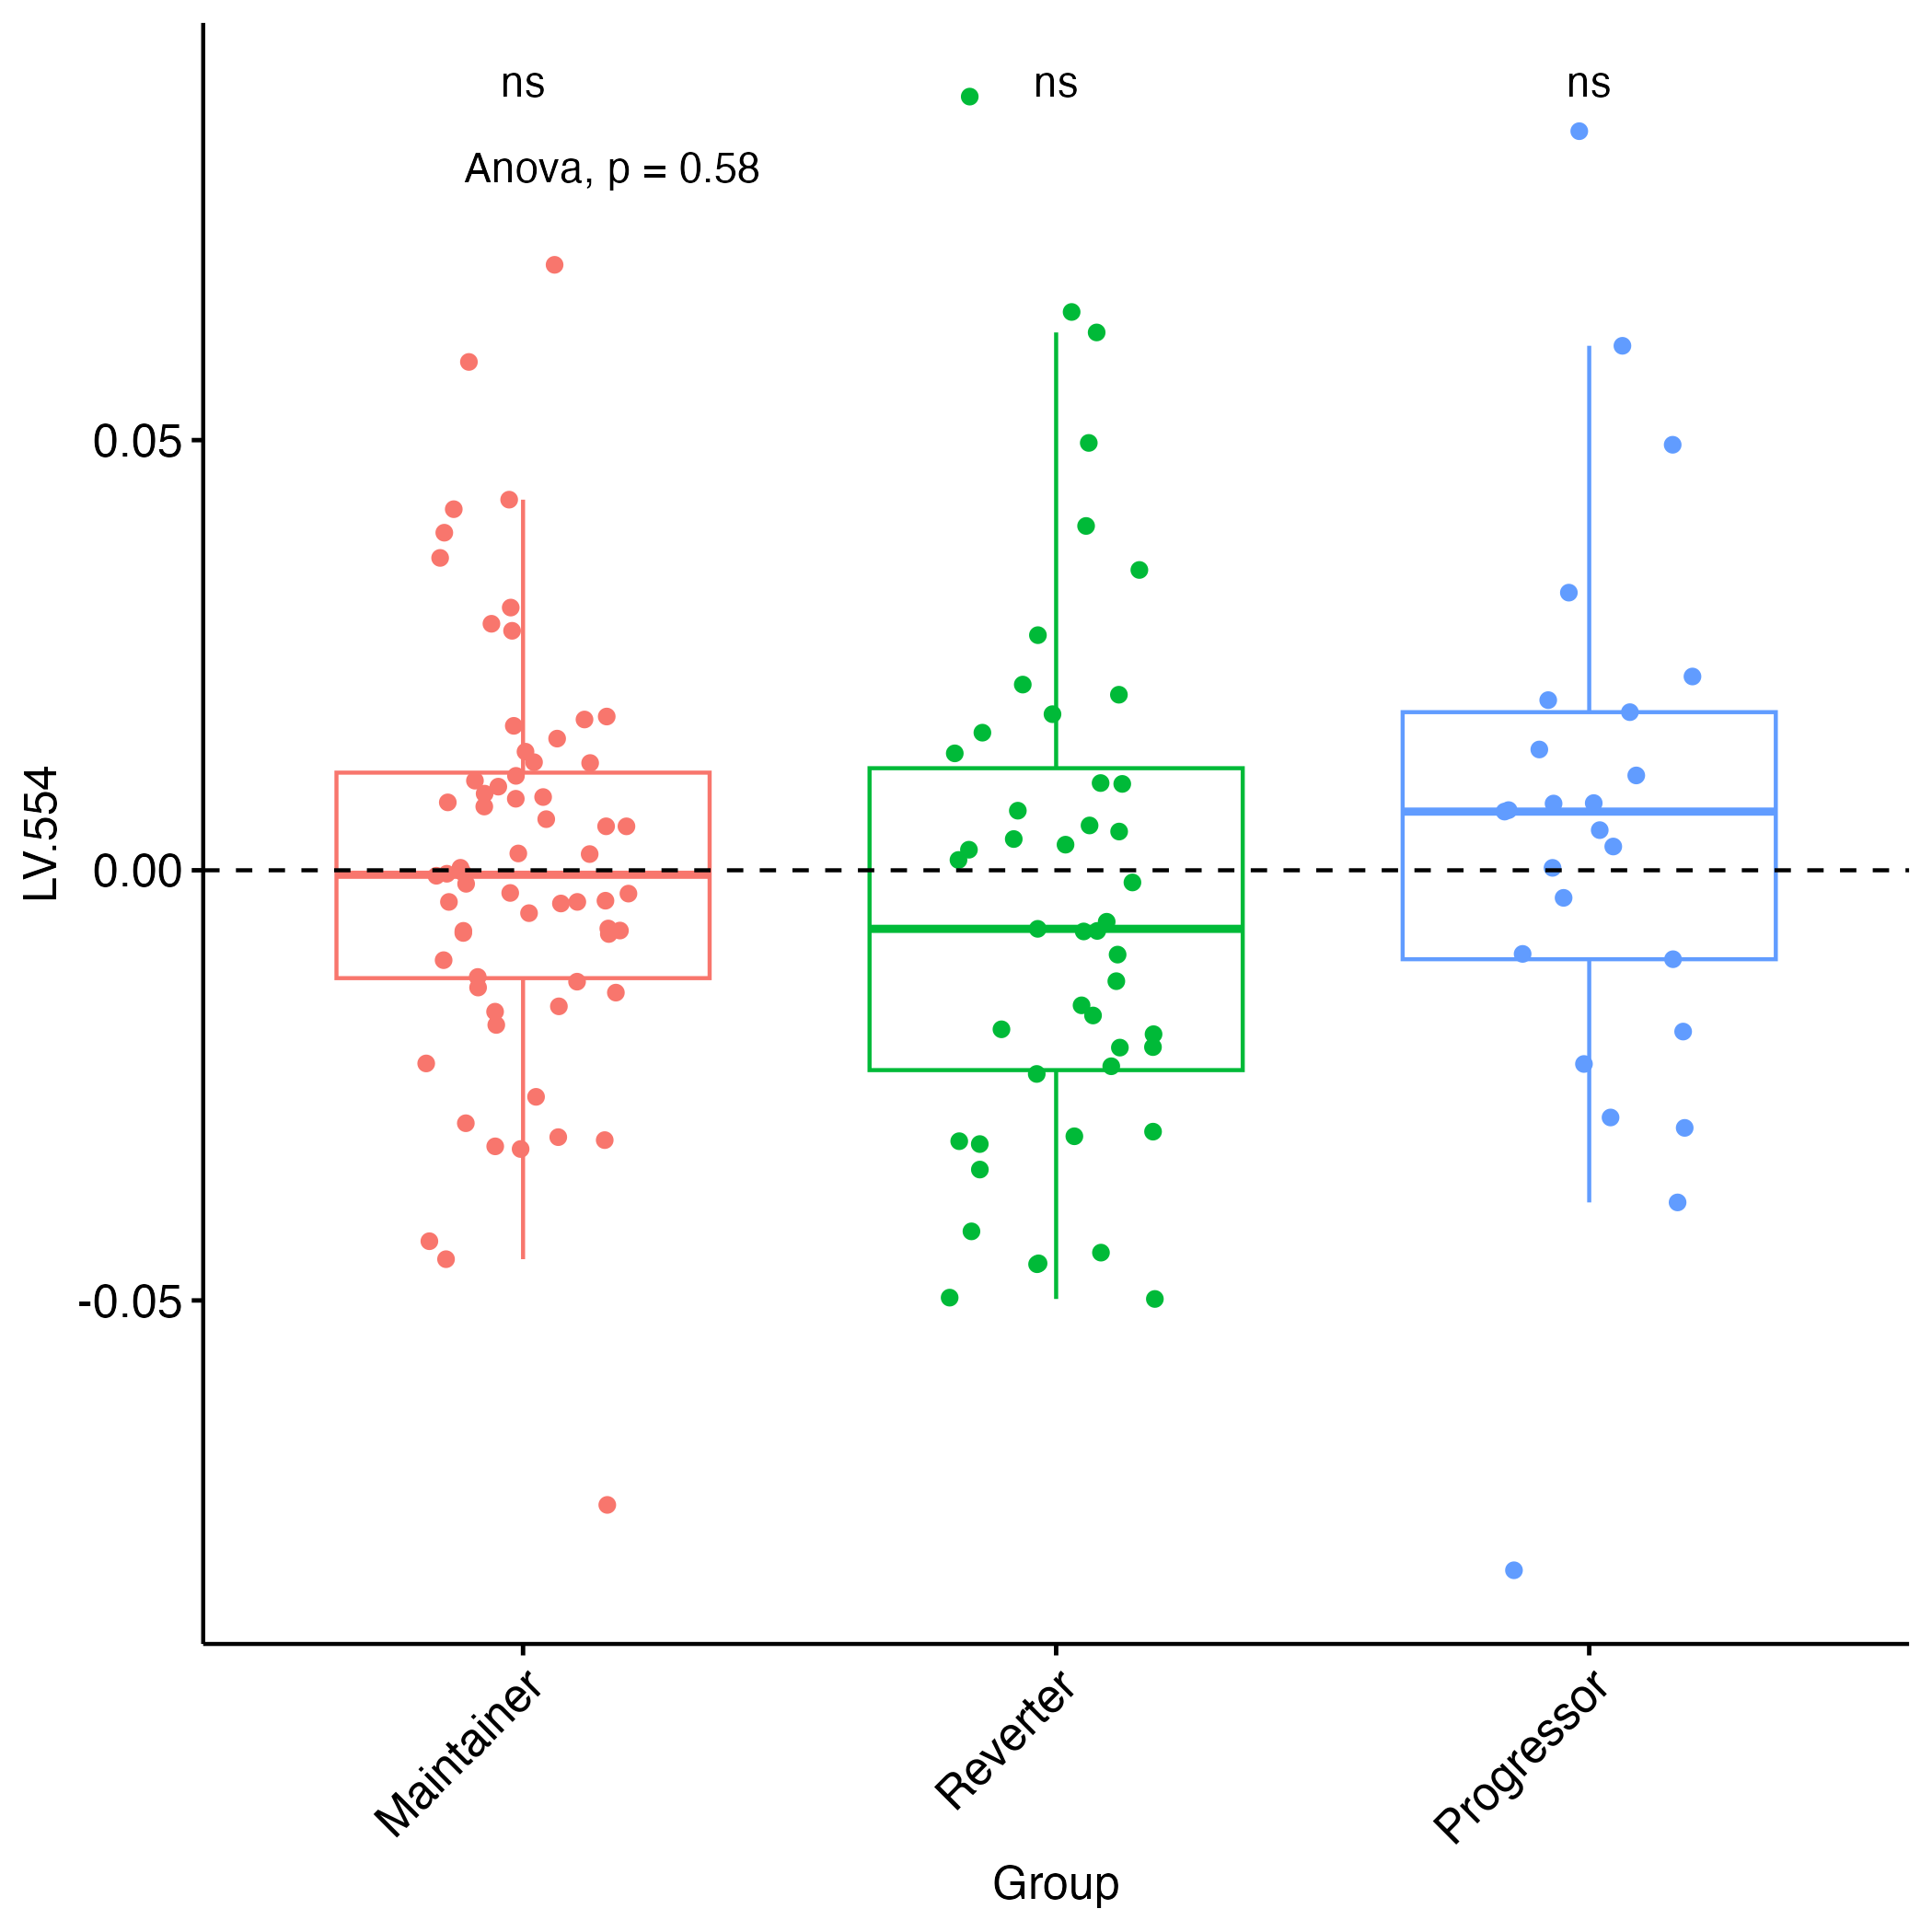 ns ns ns
Anova, p = 0.58
0.05
0.00
-0.05
LV.554
Maintainer
Reverter
Progressor
Group